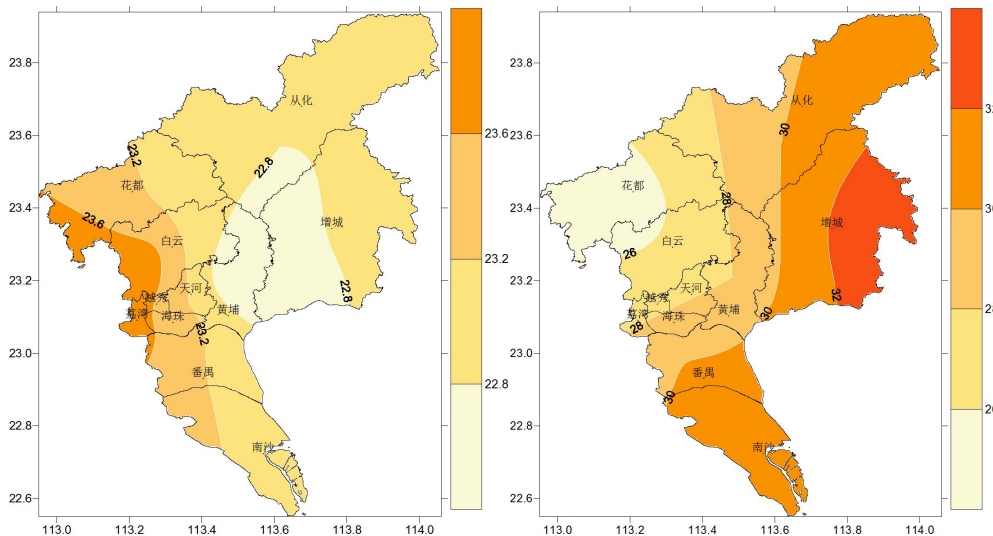 23.8
23.6
23.4
23.2
23.0
22.8
22.6
113.0
113.2
113.4
113.6
113.8
114.0
从化
花都
增城
白云
天河
越秀
荔湾
海珠
黄埔
番禺
南沙
23.2
22.8
23.6
22.8
23.2
23.6
23.2
22.8
23.8
23.6
23.4
23.2
23.0
22.8
22.6
113.0
113.2
113.4
113.6
113.8
114.0
从化
花都
增城
白云
天河
越秀
荔湾
海珠
黄埔
番禺
南沙
30
28
26
32
30
28
30